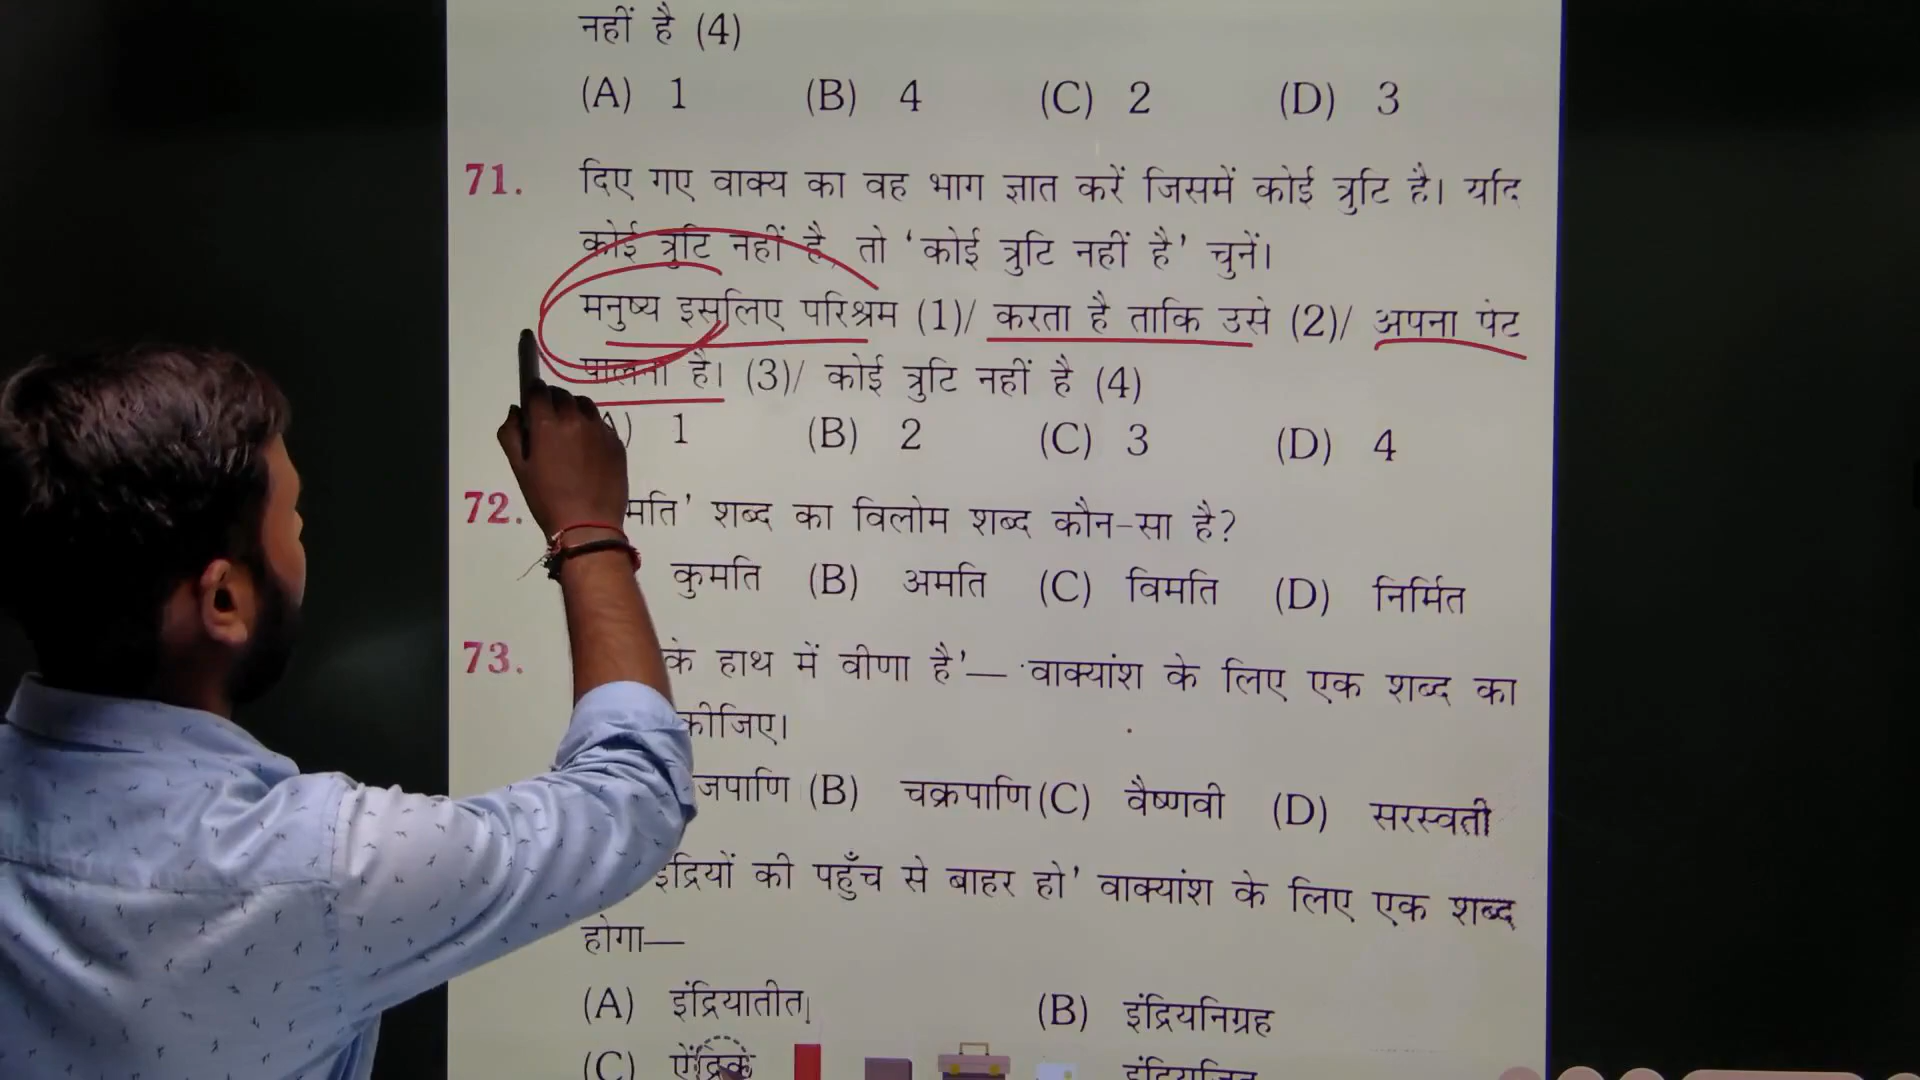 नहीं है (4)
(A) 1 (B) 4 (C) 2 (D) 3
71. दिए गए वाक्य का वह भाग ज्ञात करें जिसमें कोई त्रुटि है। यदि
कोई त्रुटि नहीं है, तो 'कोई त्रुटि नहीं है' चुनें।
मनुष्य इसलिए परिश्रम (1)/ करता है ताकि उसे (2)/ अपना पेट
पालना है। (3)/ कोई त्रुटि नहीं है (4)
) 1 (B) 2 (C) 3 (D) 4
72. मति' शब्द का विलोम शब्द कौन-सा है?
कुमति (B) अमति (C) विमति (D) निर्मित
73. के हाथ में वीणा है'— वाक्यांश के लिए एक शब्द का
कीजिए।
जपाणि (B) चक्रपाणि (C) वैष्णवी (D) सरस्वती
इंद्रियों की पहुँच से बाहर हो' वाक्यांश के लिए एक शब्द
होगा—
(A) इंद्रियातीत (B) इंद्रियनिग्रह
(C) ऐंद्रिक